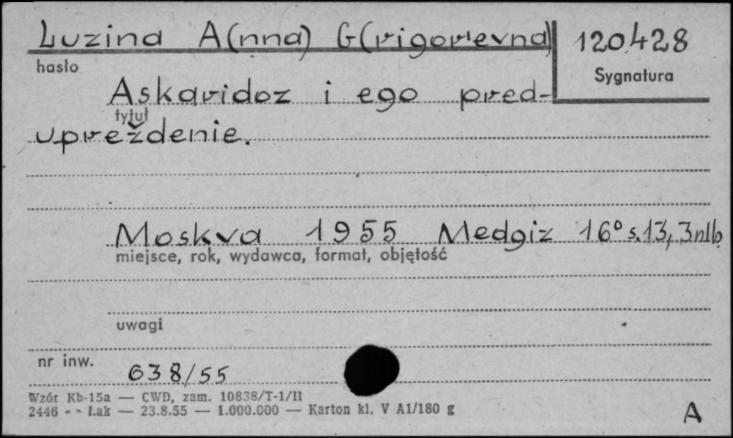 Luzina A(nna) G(rigor'evna) 120428
hasło Sygnatura
Askaridoz i ego pred-
tytuł
upreždenie.
Moskva 1955 Medgiz 16° s.13, 3nlb
miejsce, rok, wydawca, format, objętość
uwagi
nr inw. 638/55
Wzór Kb-15a — CWD, zam. 10838/T-1/II
2446 -- Łak — 23.8.55 — 1.000.000 — Karton kl. V A1/180 g
A